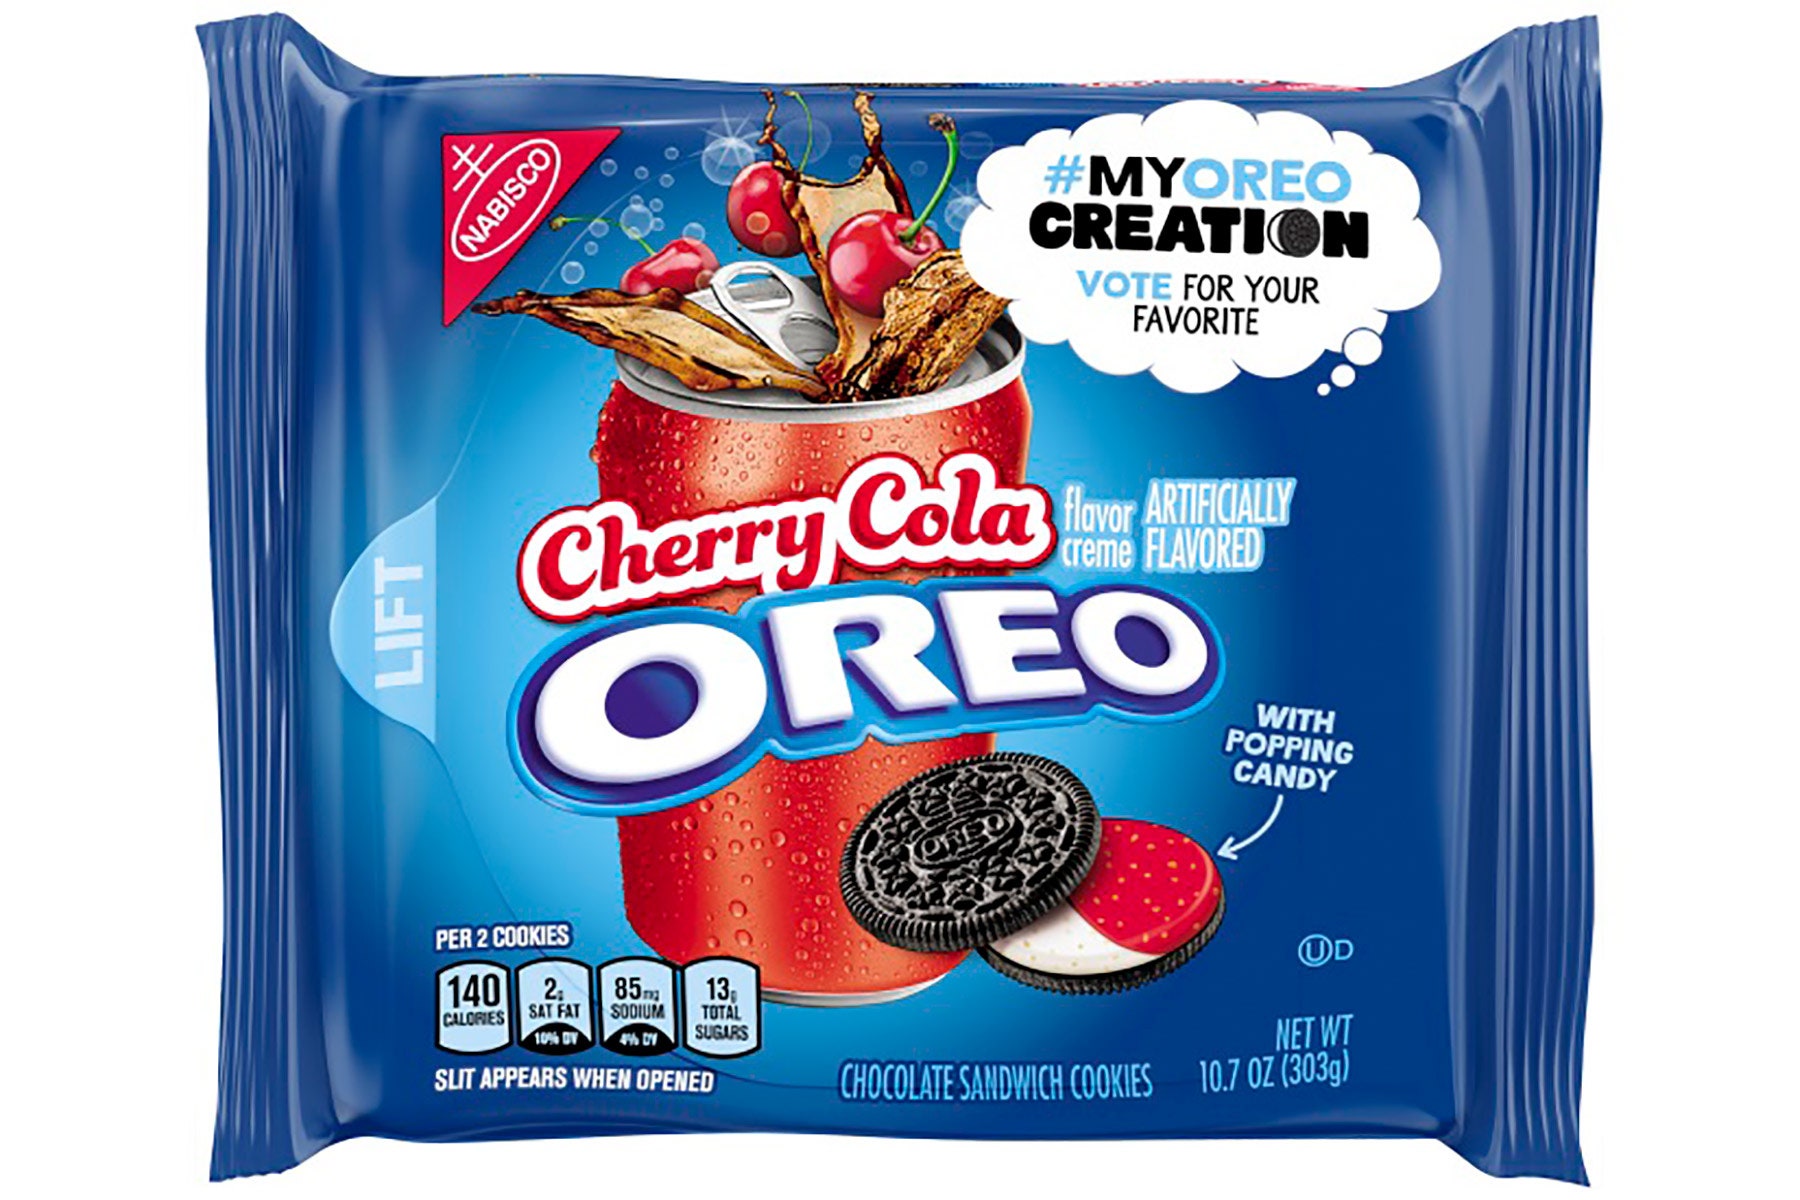 NABISCO
#MYOREO
CREATION
VOTE FOR YOUR
FAVORITE
Cherry Cola
flavor
creme
ARTIFICIALLY
FLAVORED
OREO
LIFT
WITH
POPPING
CANDY
OREO
PER 2 COOKIES
140
CALORIES
2g
SAT FAT
10% DV
85mg
SODIUM
4% DV
13g
TOTAL
SUGARS
SLIT APPEARS WHEN OPENED
CHOCOLATE SANDWICH COOKIES
UD
NET WT
10.7 OZ (303g)